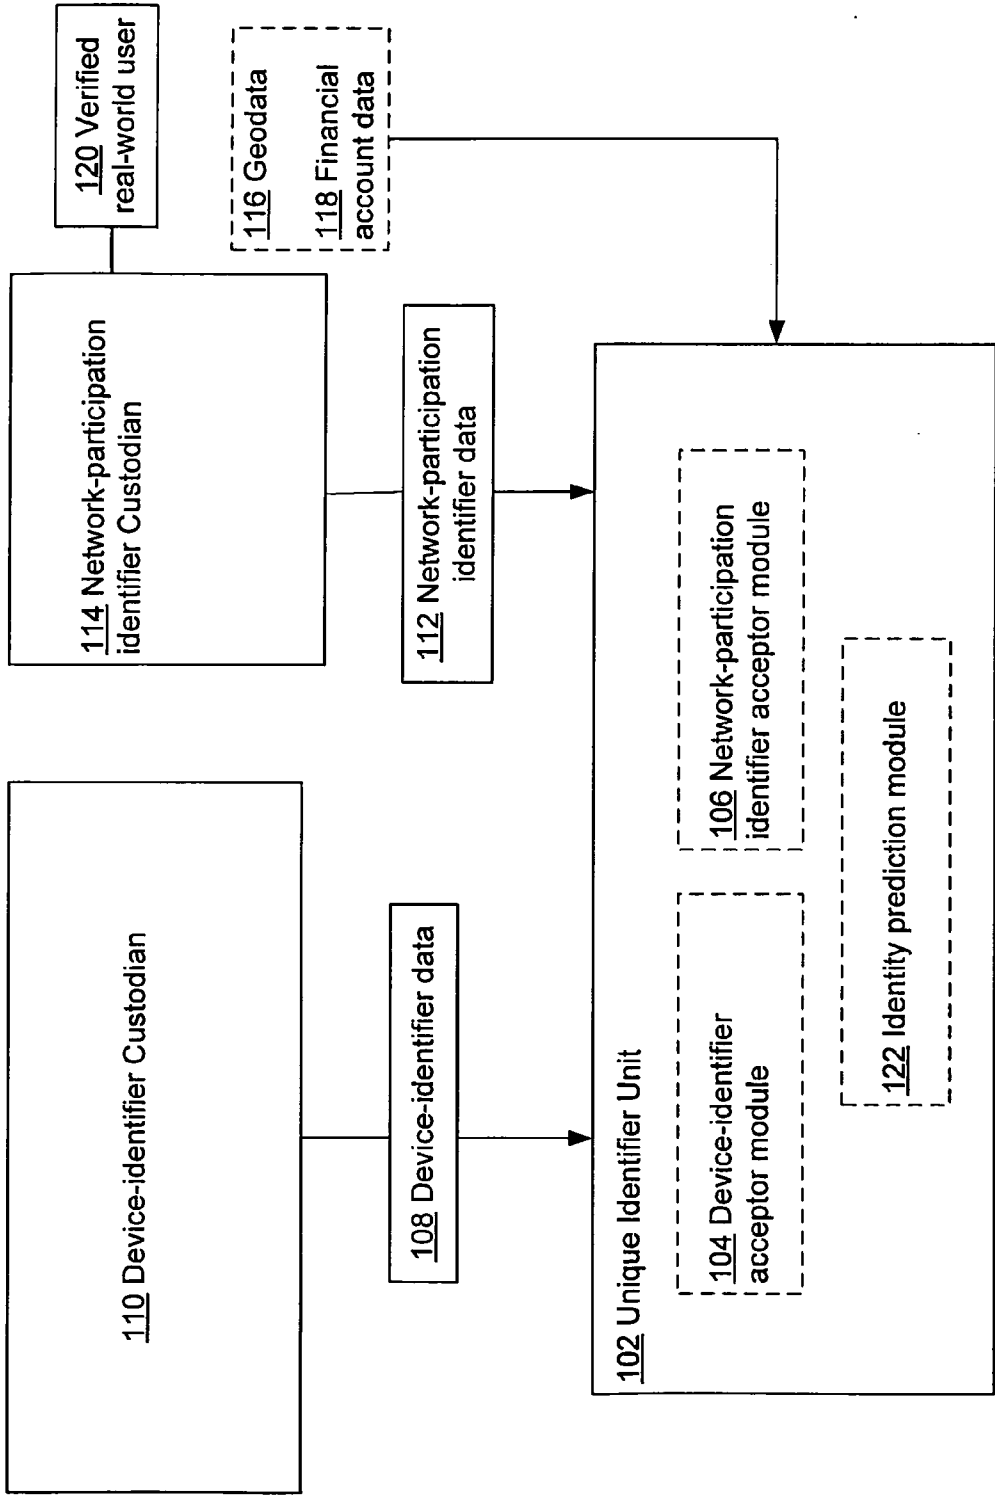 110 Device-identifier Custodian
114 Network-participation
identifier Custodian
120 Verified
real-world user
108 Device-identifier data
112 Network-participation
identifier data
116 Geodata
118 Financial
account data
102 Unique Identifier Unit
104 Device-identifier
acceptor module
106 Network-participation
identifier acceptor module
122 Identity prediction module